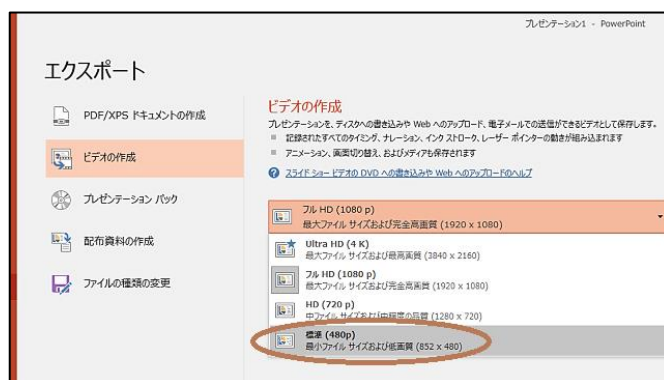 プレゼンテーション1 - PowerPoint
エクスポート
PDF/XPS ドキュメントの作成
ビデオの作成
プレゼンテーション パック
配布資料の作成
ファイルの種類の変更
ビデオの作成
プレゼンテーションを、ディスクへの書き込みや Web へのアップロード、電子メールでの送信ができるビデオとして保存します。
記録されたすべてのタイミング、ナレーション、インク ストローク、レーザー ポインターの動きが組み込まれます
アニメーション、画面切り替え、およびメディアも保存されます
スライド ショー ビデオの DVD への書き込みや Web へのアップロードのヘルプ
フル HD (1080 p)
最大ファイル サイズおよび完全高画質 (1920 x 1080)
Ultra HD (4 K)
最大ファイル サイズおよび最高画質 (3840 x 2160)
フル HD (1080 p)
最大ファイル サイズおよび完全高画質 (1920 x 1080)
HD (720 p)
中ファイル サイズおよび中程度の品質 (1280 x 720)
標準 (480p)
最小ファイル サイズおよび低画質 (852 x 480)